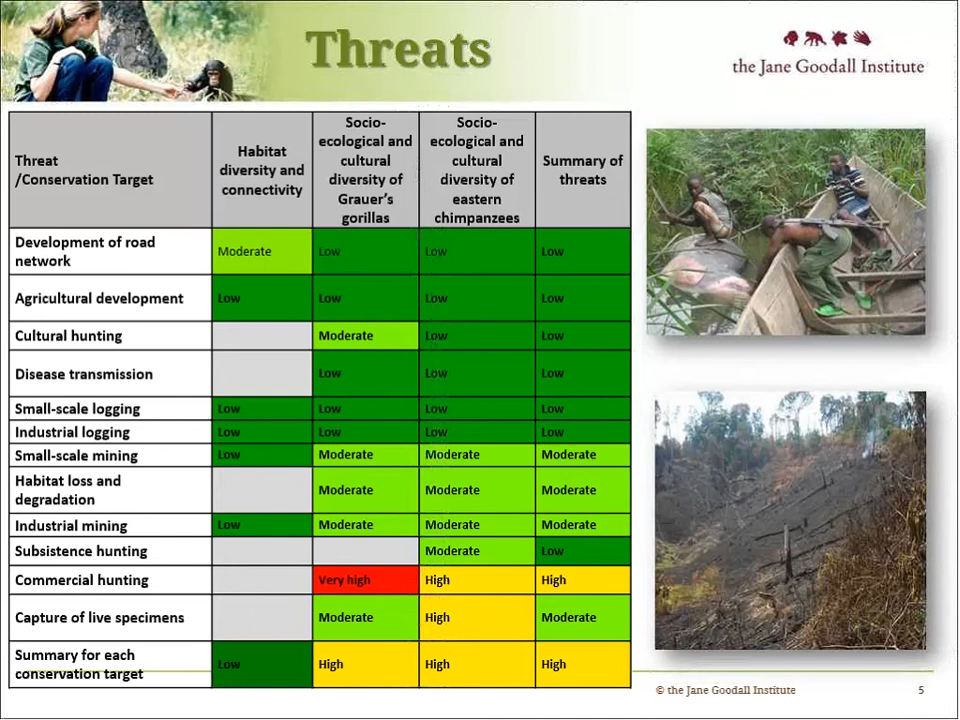 Threats
the Jane Goodall Institute
Threat
/Conservation Target
Habitat
diversity and
connectivity
Socio-
ecological and
cultural
diversity of
Grauer's
gorillas
Socio-
ecological and
cultural
diversity of
eastern
chimpanzees
Summary of
threats
Development of road
network
Moderate
Low
Low
Low
Agricultural development
Low
Low
Low
Low
Cultural hunting
Moderate
Low
Low
Disease transmission
Low
Low
Low
Small-scale logging
Low
Low
Low
Low
Industrial logging
Low
Low
Low
Low
Small-scale mining
Low
Moderate
Moderate
Moderate
Habitat loss and
degradation
Moderate
Moderate
Moderate
Industrial mining
Low
Moderate
Moderate
Moderate
Subsistence hunting
Moderate
Low
Commercial hunting
Very high
High
High
Capture of live specimens
Moderate
High
Moderate
Summary for each
conservation target
Low
High
High
High
© the Jane Goodall Institute
5